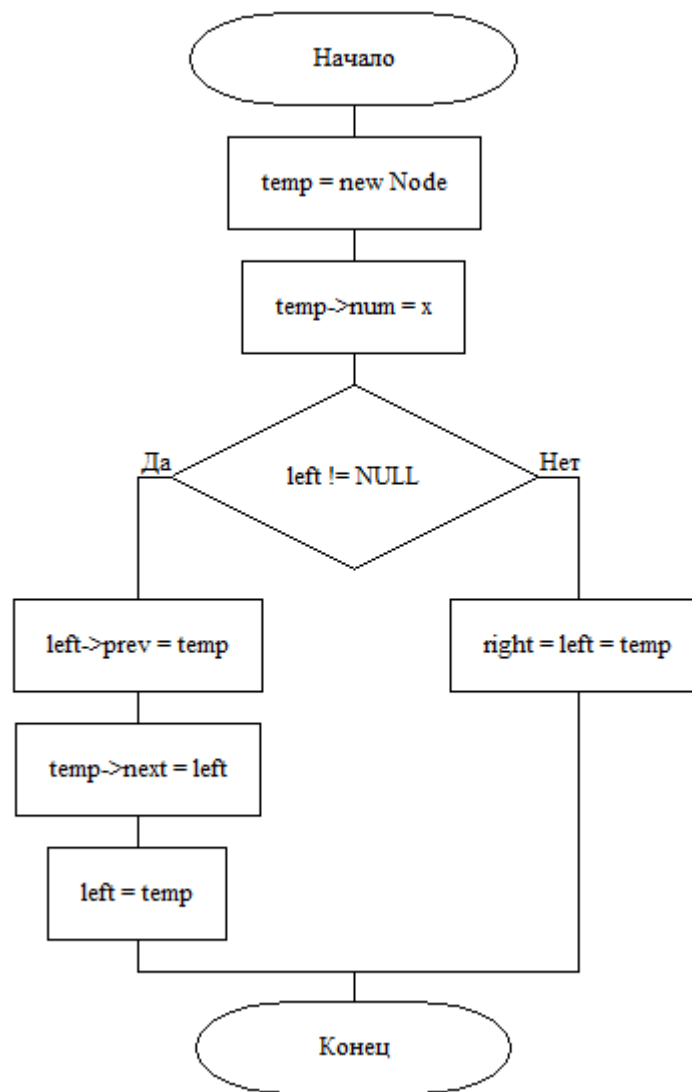 Начало
temp = new Node
temp->num = x
Да
left != NULL
Нет
left->prev = temp
right = left = temp
temp->next = left
left = temp
Конец